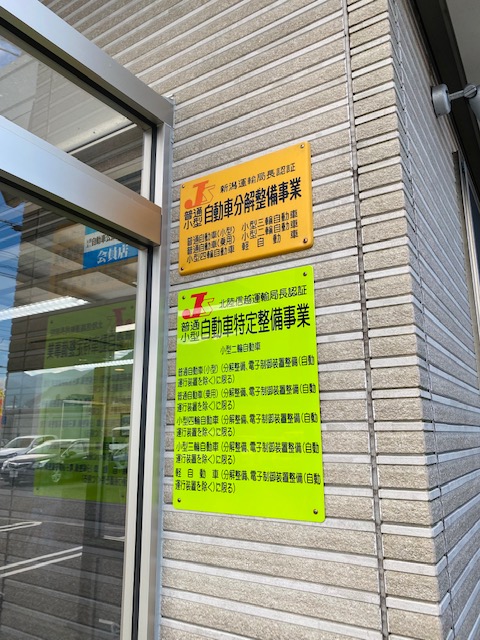 新潟運輸局長認証
普通
小型 自動車分解整備事業
普通自動車(小型) 小型三輪自動車
普通自動車(乗用) 小型二輪自動車
小型四輪自動車 軽自動車
北陸信越運輸局長認証
普通
小型 自動車特定整備事業
小型二輪自動車
普通自動車(小型)(分解整備、電子制御装置整備(自動
運行装置を除く)に限る)
普通自動車(乗用)(分解整備、電子制御装置整備(自動
運行装置を除く)に限る)
小型四輪自動車(分解整備、電子制御装置整備(自動
運行装置を除く)に限る)
小型三輪自動車(分解整備、電子制御装置整備(自動
運行装置を除く)に限る)
軽自動車(分解整備、電子制御装置整備(自動
運行装置を除く)に限る)
会員店